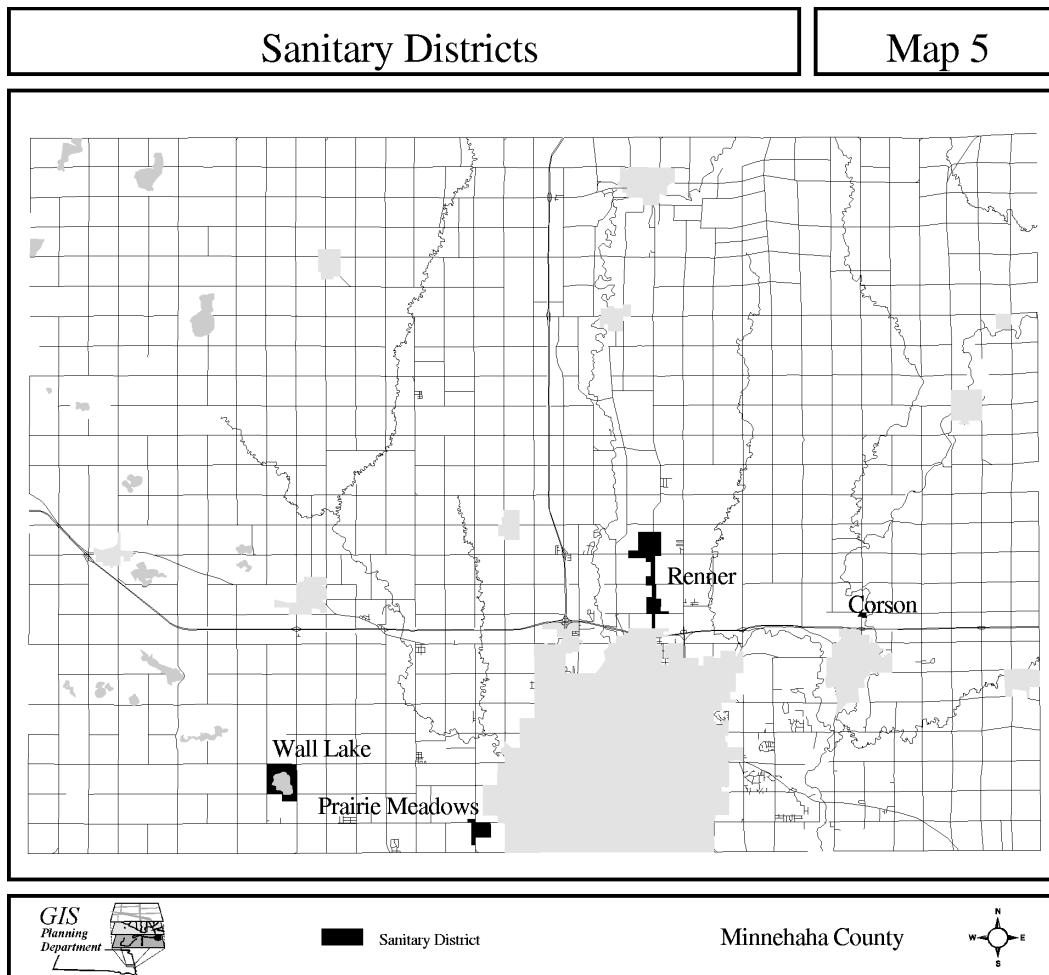 Sanitary Districts
Map 5
Renner
Corson
Wall Lake
Prairie Meadows
GIS
Planning
Department
Sanitary District
Minnehaha County
N
W E
S